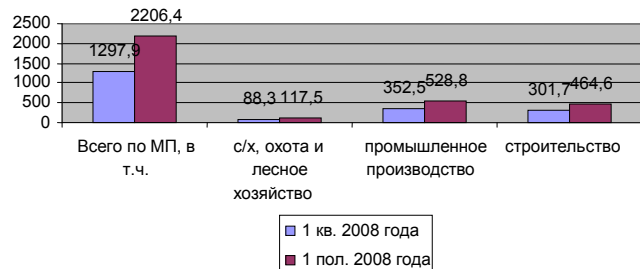 2500
2000
1500
1000
500
0
1297,9
2206,4
88,3
117,5
352,5
528,8
301,7
464,6
Всего по МП, в
т.ч.
с/х, охота и
лесное
хозяйство
промышленное
производство
строительство
1 кв. 2008 года
1 пол. 2008 года